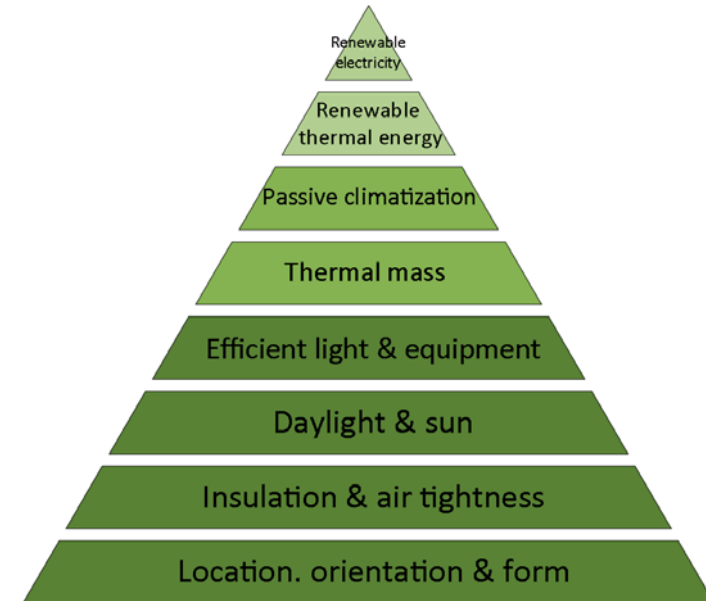 Renewable
electricity
Renewable
thermal energy
Passive climatization
Thermal mass
Efficient light & equipment
Daylight & sun
Insulation & air tightness
Location. orientation & form